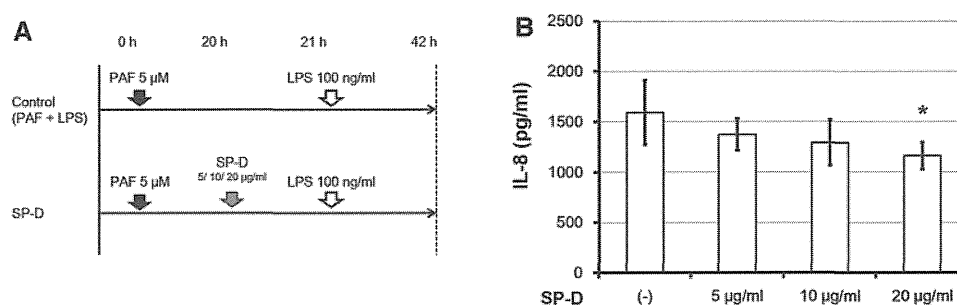 A
0 h 20 h 21 h 42 h
PAF 5 µM LPS 100 ng/ml
Control
(PAF + LPS)
SP-D
5/ 10/ 20 µg/ml
PAF 5 µM LPS 100 ng/ml
SP-D
B
IL-8 (pg/ml)
2500
2000
1500
1000
500
0
*
SP-D (-) 5 µg/ml 10 µg/ml 20 µg/ml